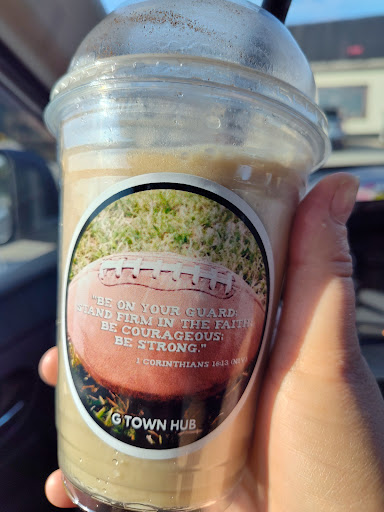 "BE ON YOUR GUARD;
STAND FIRM IN THE FAITH;
BE COURAGEOUS;
BE STRONG."
1 CORINTHIANS 16:13 (NIV)
G TOWN HUB